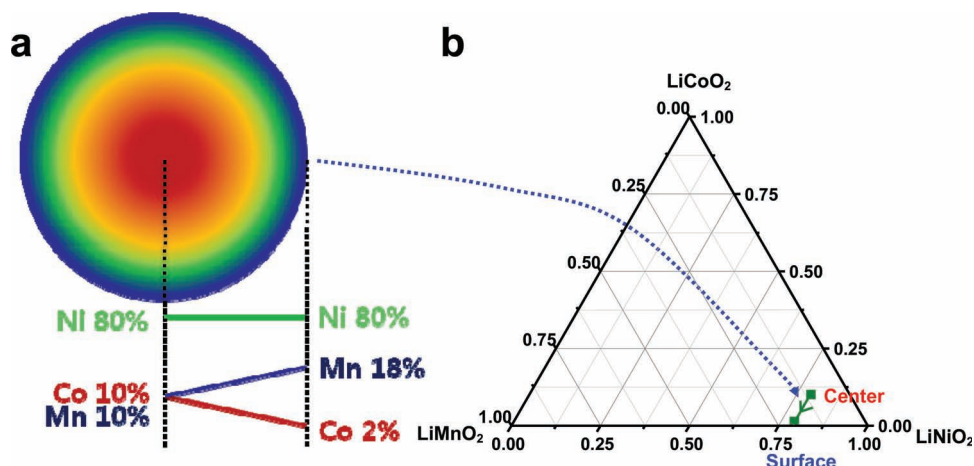 a
b
LiCoO₂
0.00 1.00
0.25 0.75
0.50 0.50
0.75 0.25
Ni 80% Ni 80%
Mn 18%
Co 10%
Mn 10%
Co 2%
Center
1.00 0.00
LiMnO₂ LiNiO₂
0.00 0.25 0.50 0.75 1.00
Surface